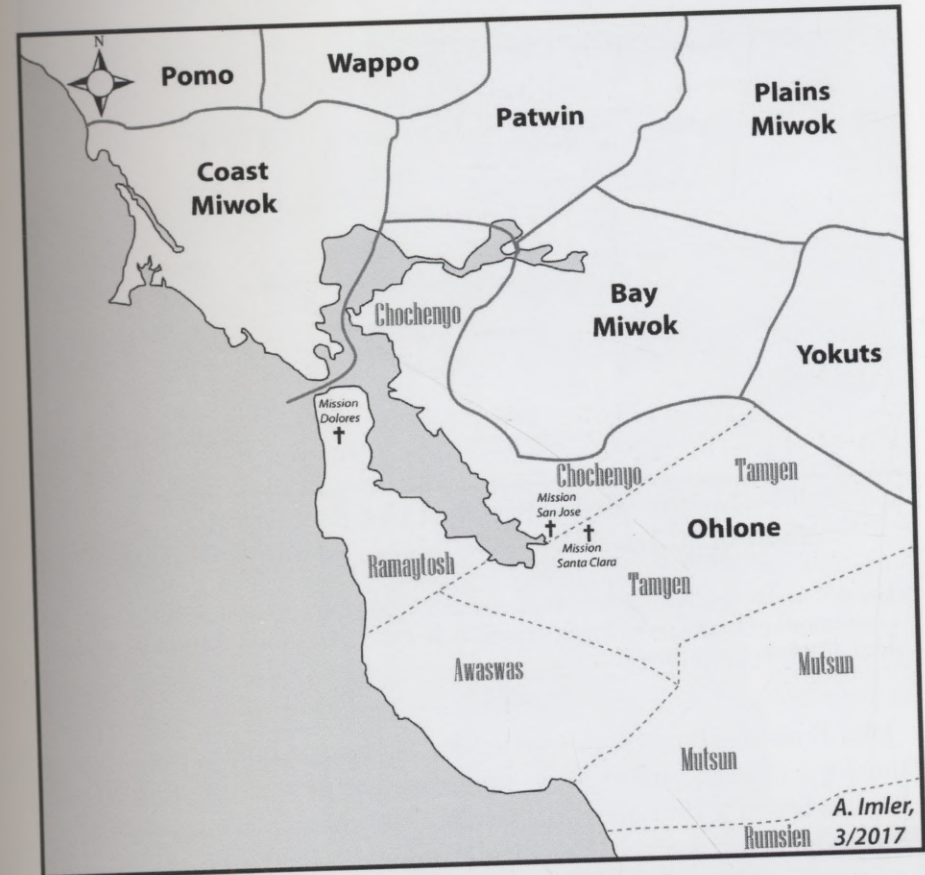 N
Pomo
Wappo
Patwin
Plains
Miwok
Coast
Miwok
Chochenyo
Bay
Miwok
Yokuts
Mission
Dolores
Chochenyo
Tamyen
Mission
San Jose
Ohlone
Mission
Santa Clara
Ramaytosh
Tamyen
Awaswas
Mutsun
Mutsun
A. Imler,
3/2017
Rumsien